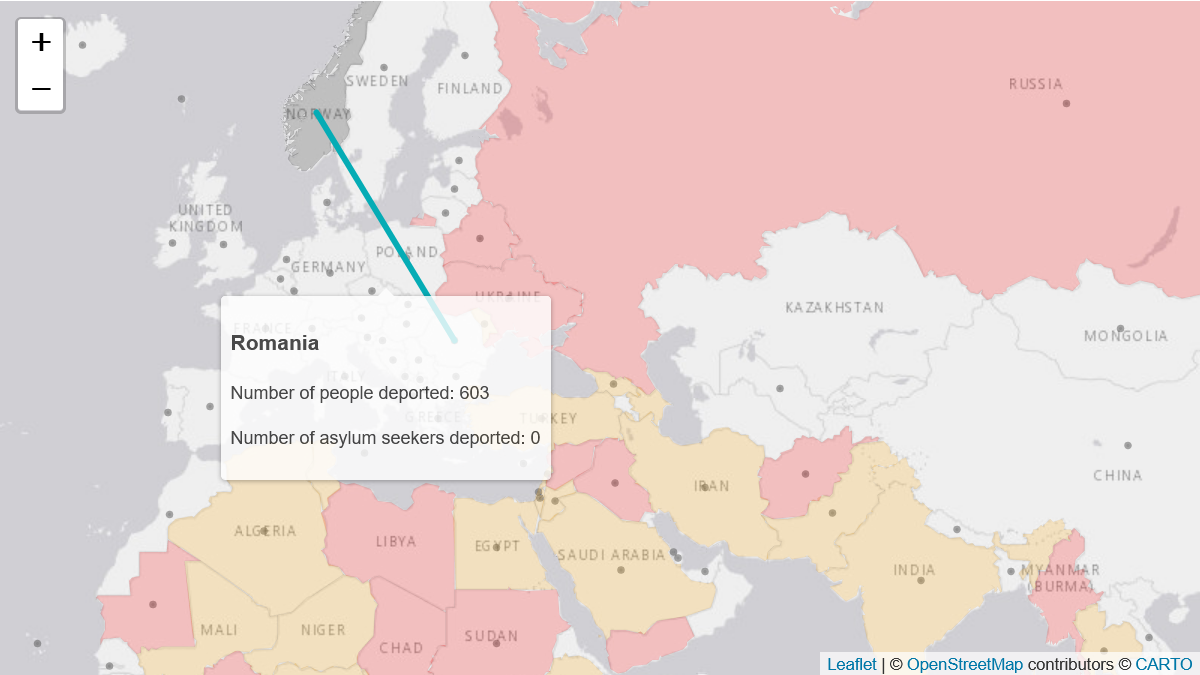 +
−
SWEDEN
FINLAND
NORWAY
RUSSIA
UNITED
KINGDOM
POLAND
GERMANY
UKRAINE
KAZAKHSTAN
MONGOLIA
FRANCE
Romania
ITALY
Number of people deported: 603
GREECE
TURKEY
Number of asylum seekers deported: 0
CHINA
IRAN
ALGERIA
LIBYA
EGYPT
SAUDI ARABIA
INDIA
MYANMAR
(BURMA)
MALI
NIGER
SUDAN
CHAD
Leaflet | © OpenStreetMap contributors © CARTO